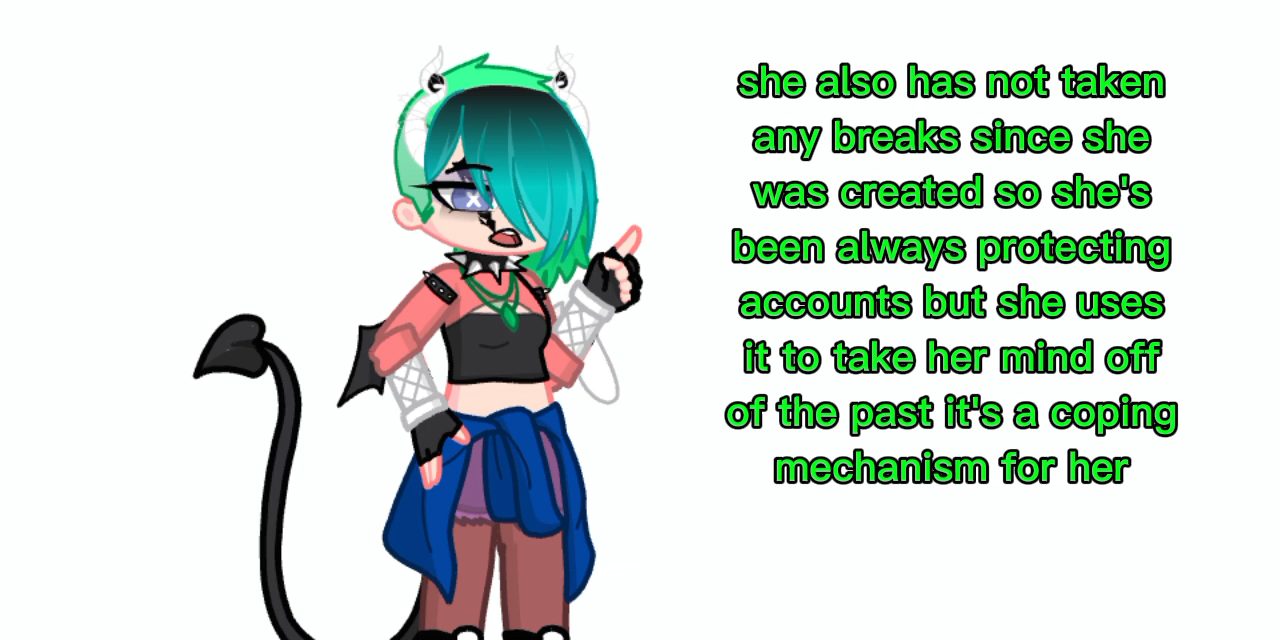 she also has not taken
any breaks since she
was created so she's
been always protecting
accounts but she uses
it to take her mind off
of the past it's a coping
mechanism for her